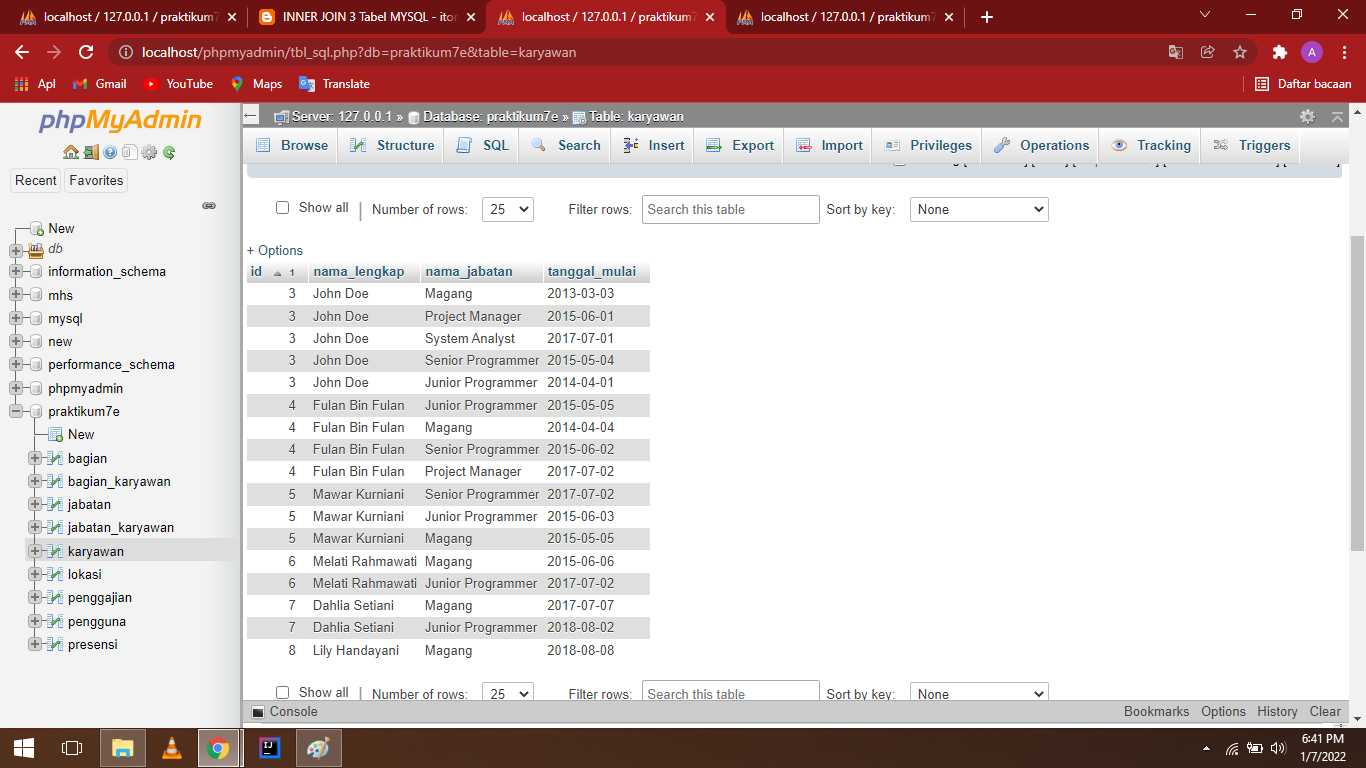 localhost / 127.0.0.1 / praktikum7
INNER JOIN 3 Tabel MYSQL - itor
localhost / 127.0.0.1 / praktikum7
localhost / 127.0.0.1 / praktikum7
localhost/phpmyadmin/tbl_sql.php?db=praktikum7e&table=karyawan
A
Apl Gmail YouTube Maps Translate Daftar bacaan
phpMyAdmin
Recent Favorites
New
db
information_schema
mhs
mysql
new
performance_schema
phpmyadmin
praktikum7e
New
bagian
bagian_karyawan
jabatan
jabatan_karyawan
karyawan
lokasi
penggajian
pengguna
presensi
Server: 127.0.0.1 » Database: praktikum7e » Table: karyawan
Browse Structure SQL Search Insert Export Import Privileges Operations Tracking Triggers
Show all | Number of rows: 25 Filter rows: Search this table Sort by key: None
+ Options
id 1 nama_lengkap nama_jabatan tanggal_mulai
3 John Doe Magang 2013-03-03
3 John Doe Project Manager 2015-06-01
3 John Doe System Analyst 2017-07-01
3 John Doe Senior Programmer 2015-05-04
3 John Doe Junior Programmer 2014-04-01
4 Fulan Bin Fulan Junior Programmer 2015-05-05
4 Fulan Bin Fulan Magang 2014-04-04
4 Fulan Bin Fulan Senior Programmer 2015-06-02
4 Fulan Bin Fulan Project Manager 2017-07-02
5 Mawar Kurniani Senior Programmer 2017-07-02
5 Mawar Kurniani Junior Programmer 2015-06-03
5 Mawar Kurniani Magang 2015-05-05
6 Melati Rahmawati Magang 2015-06-06
6 Melati Rahmawati Junior Programmer 2017-07-02
7 Dahlia Setiani Magang 2017-07-07
7 Dahlia Setiani Junior Programmer 2018-08-02
8 Lily Handayani Magang 2018-08-08
Show all | Number of rows: 25 Filter rows: Search this table Sort by key: None
Console Bookmarks Options History Clear
6:41 PM
1/7/2022